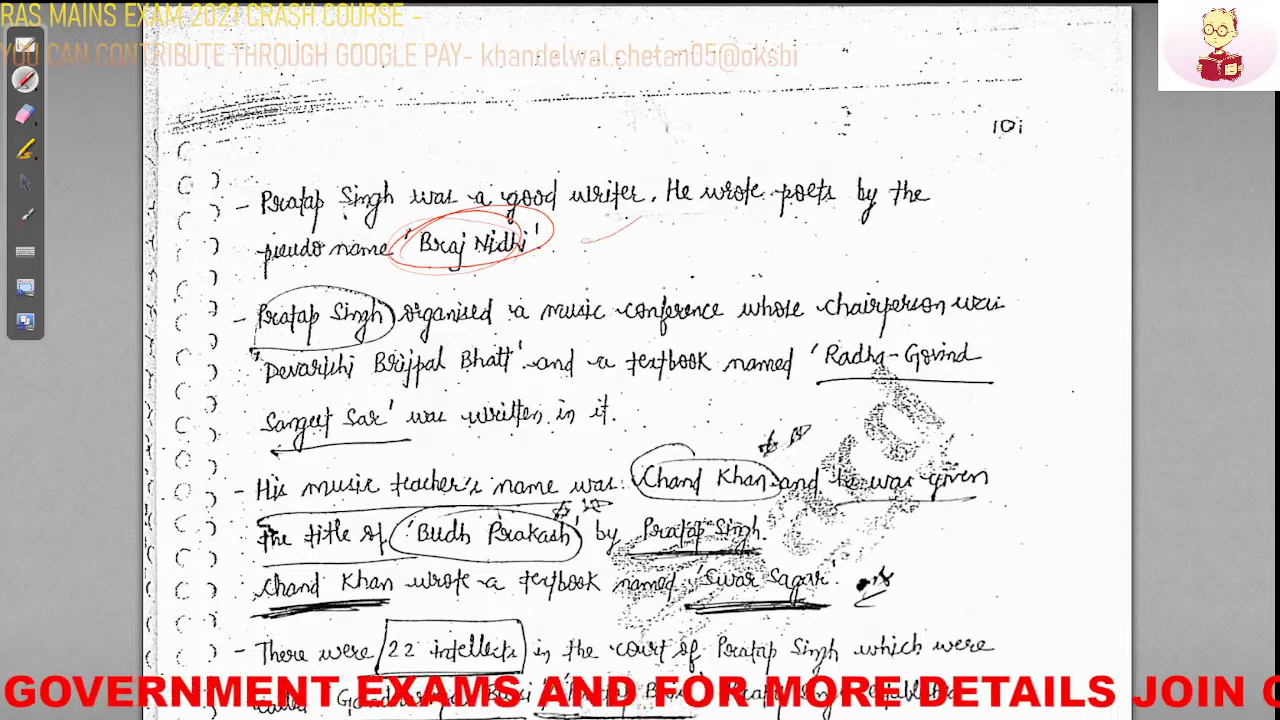 RAS MAINS EXAM 2021 CRASH COURSE -
YOU CAN CONTRIBUTE THROUGH GOOGLE PAY- khandelwal.chetan05@oksbi
101
- Pratap Singh was a good writer. He wrote poets by the
pseudo name 'Braj Nidhi'
- Pratap Singh organised a music conference whose chairperson was
'Devarshi Brijpal Bhatt' and a textbook named 'Radha-Govind
Sangeet Sar' was written in it.
- His music teacher's name was Chand Khan and he was given
the title of 'Budh Prakash' by Pratap Singh.
Chand Khan wrote a textbook named 'Swar Sagar'.
- There were 22 intellects in the court of Pratap Singh which were
GOVERNMENT EXAMS AND FOR MORE DETAILS JOIN